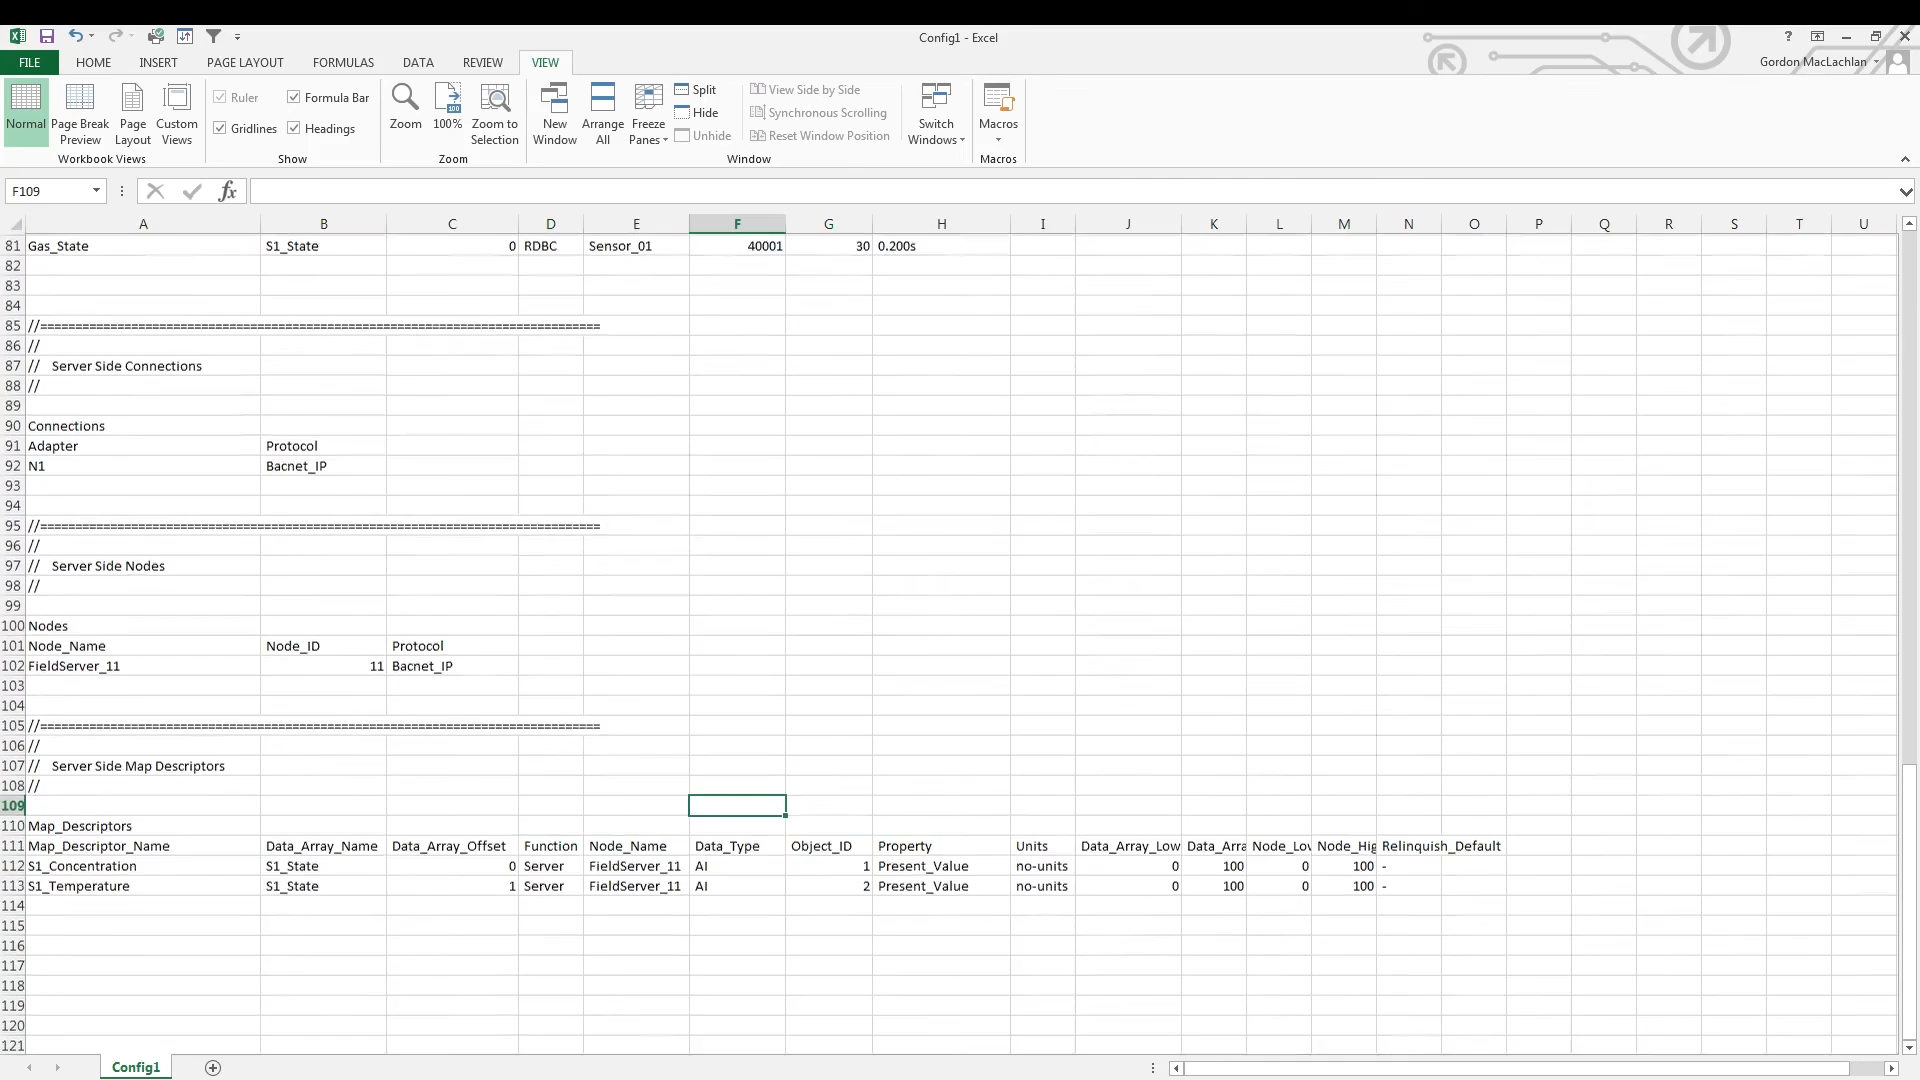 Config1 - Excel
?
FILE HOME INSERT PAGE LAYOUT FORMULAS DATA REVIEW VIEW Gordon MacLachlan
Normal Page Break Preview Page Layout Custom Views
Workbook Views
Ruler Formula Bar
Gridlines Headings
Show
Zoom 100% Zoom to Selection
Zoom
New Window Arrange All Freeze Panes
Split
Hide
Unhide
View Side by Side
Synchronous Scrolling
Reset Window Position
Switch Windows
Window
Macros
Macros
F109 fx
A B C D E F G H I J K L M N O P Q R S T U
81 Gas_State S1_State 0 RDBC Sensor_01 40001 30 0.200s
82
83
84
85 //================================================================================
86 //
87 // Server Side Connections
88 //
89
90 Connections
91 Adapter Protocol
92 N1 Bacnet_IP
93
94
95 //================================================================================
96 //
97 // Server Side Nodes
98 //
99
100 Nodes
101 Node_Name Node_ID Protocol
102 FieldServer_11 11 Bacnet_IP
103
104
105 //================================================================================
106 //
107 // Server Side Map Descriptors
108 //
109
110 Map_Descriptors
111 Map_Descriptor_Name Data_Array_Name Data_Array_Offset Function Node_Name Data_Type Object_ID Property Units Data_Array_Low Data_Arra Node_Lov Node_Hig Relinquish_Default
112 S1_Concentration S1_State 0 Server FieldServer_11 AI 1 Present_Value no-units 0 100 0 100 -
113 S1_Temperature S1_State 1 Server FieldServer_11 AI 2 Present_Value no-units 0 100 0 100 -
114
115
116
117
118
119
120
121
Config1